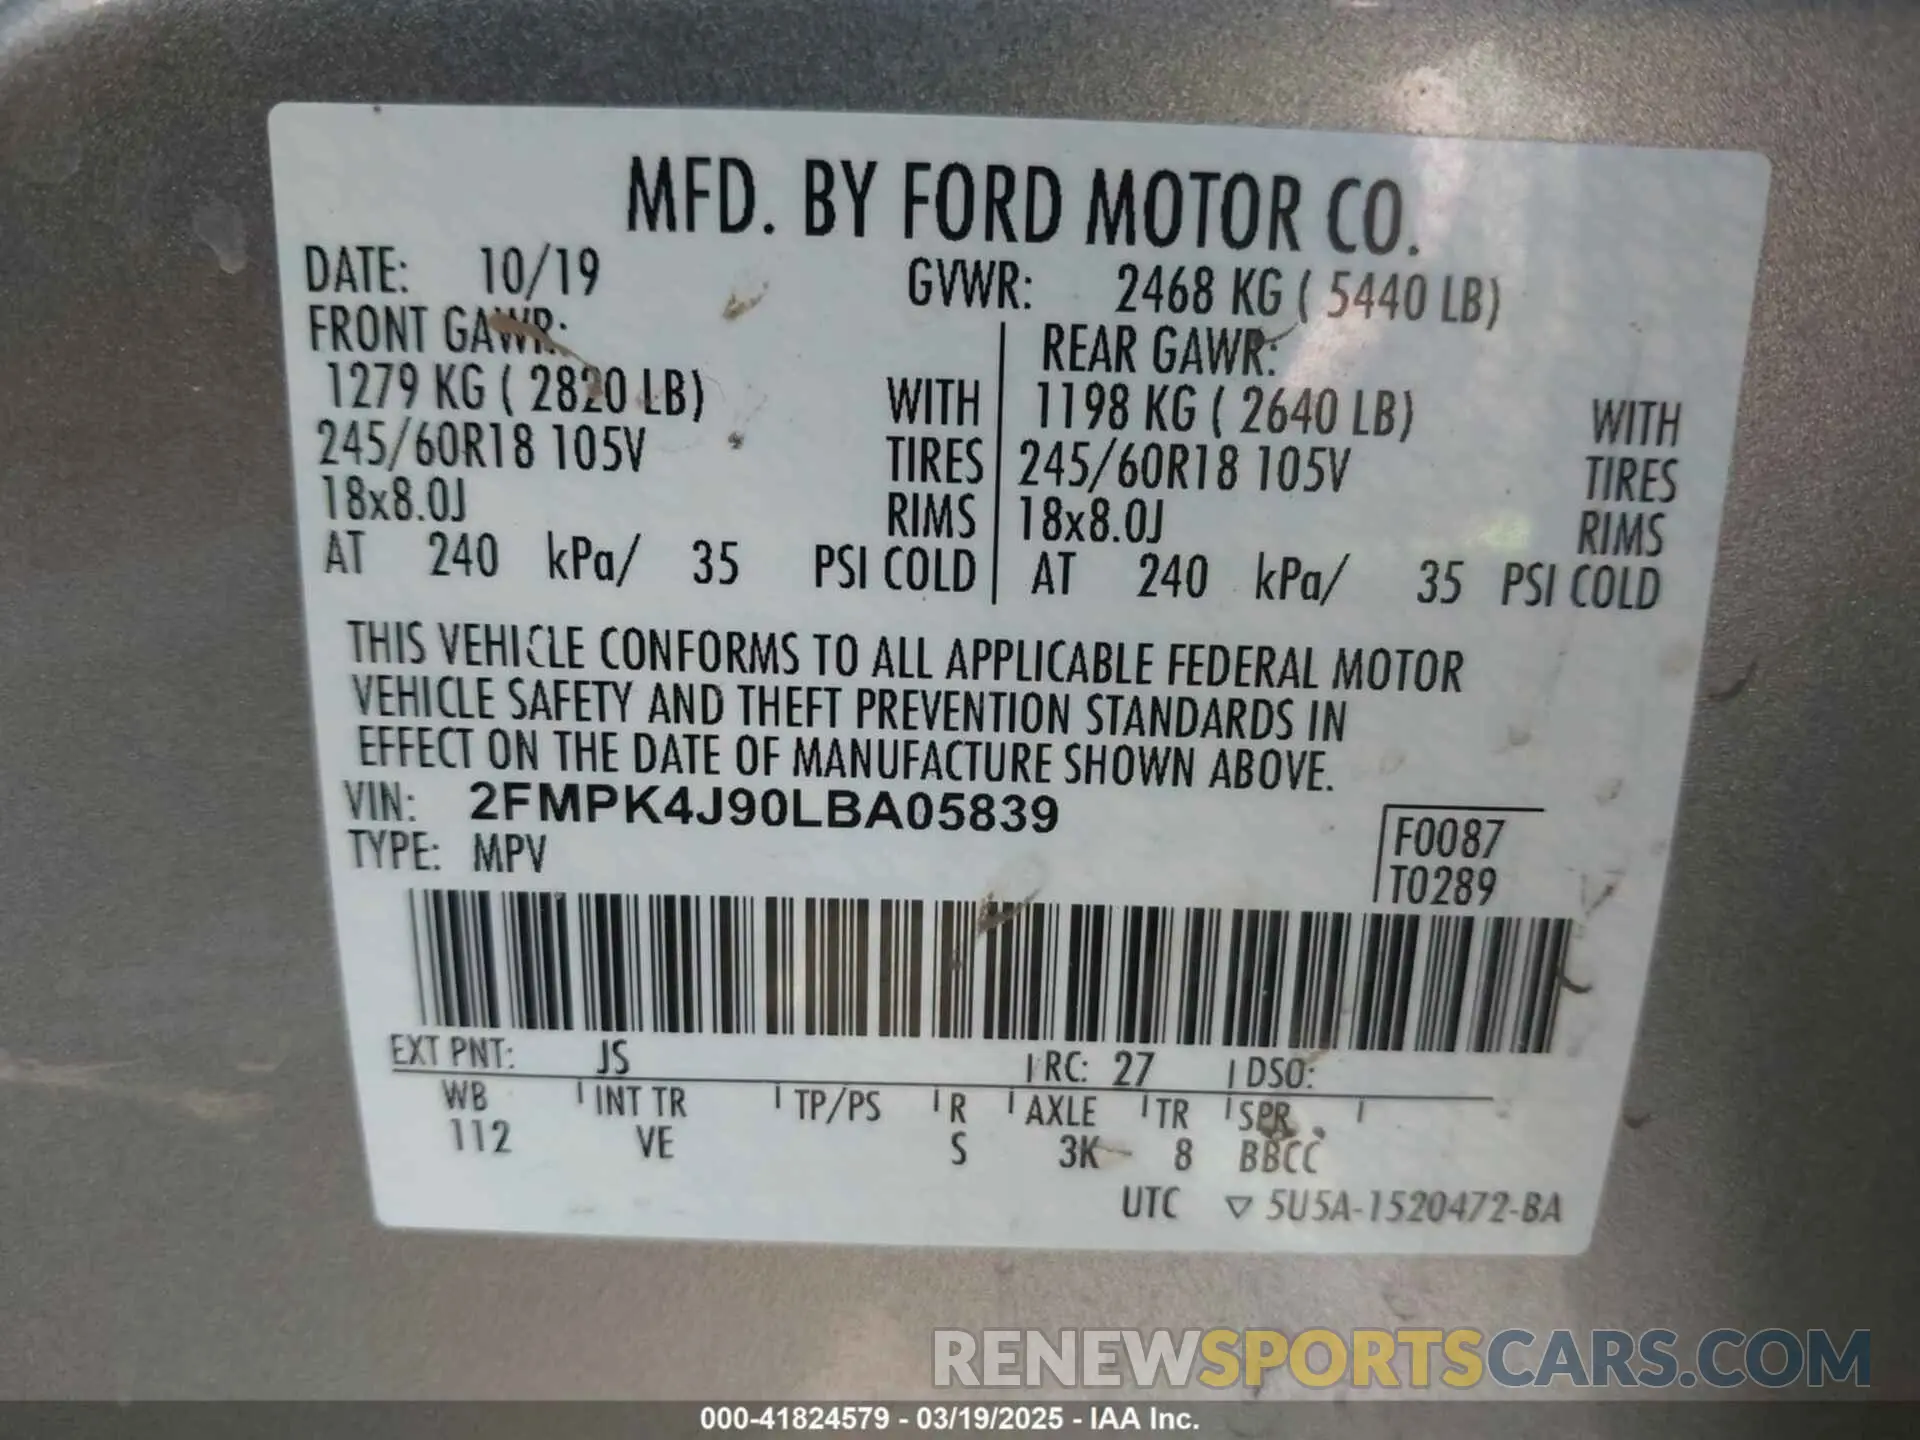 MFD. BY FORD MOTOR CO.
DATE: 10/19 GVWR: 2468 KG ( 5440 LB)
FRONT GAWR: REAR GAWR:
1279 KG ( 2820 LB) WITH 1198 KG ( 2640 LB) WITH
245/60R18 105V TIRES 245/60R18 105V TIRES
18x8.0J RIMS 18x8.0J RIMS
AT 240 kPa/ 35 PSI COLD AT 240 kPa/ 35 PSI COLD
THIS VEHICLE CONFORMS TO ALL APPLICABLE FEDERAL MOTOR
VEHICLE SAFETY AND THEFT PREVENTION STANDARDS IN
EFFECT ON THE DATE OF MANUFACTURE SHOWN ABOVE.
VIN: 2FMPK4J90LBA05839
TYPE: MPV
F0087
T0289
EXT PNT: JS RC: 27 DSO:
WB INT TR TP/PS R AXLE TR SPR
112 VE S 3K 8 BBCC
UTC ▽ 5U5A-1520472-BA
RENEWSPORTSCARS.COM
000-41824579 - 03/19/2025 - IAA Inc.